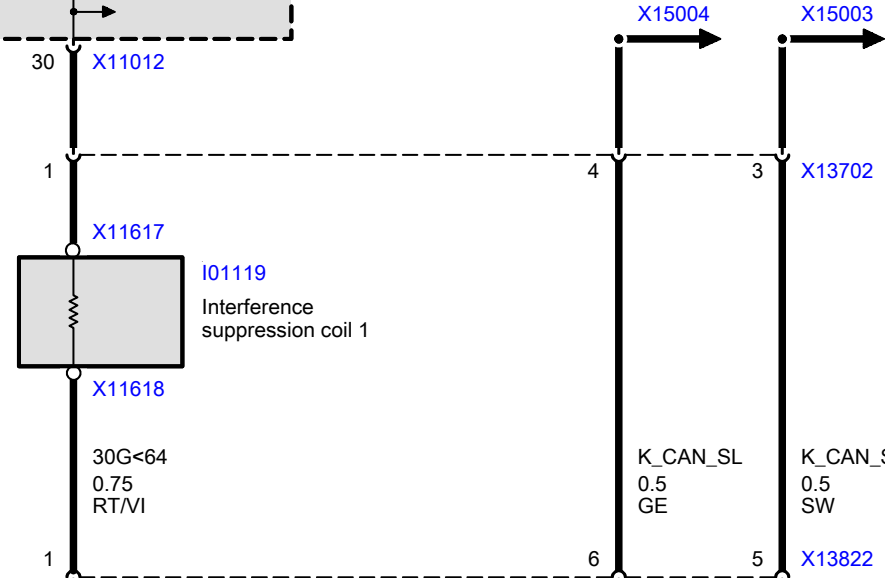 X15004
X15003
30
X11012
1
4
3
X13702
X11617
I01119
Interference
suppression coil 1
X11618
30G<64
0.75
RT/VI
K_CAN_SL
0.5
GE
K_CAN_S
0.5
SW
1
6
5
X13822